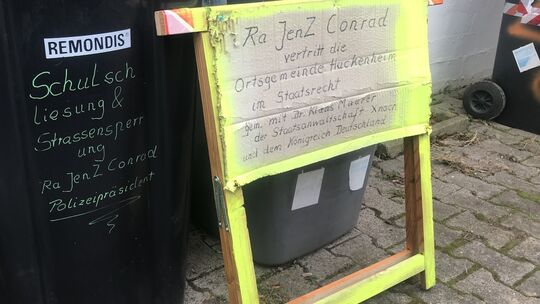 REMONDIS
Schulsch
liesung &
Strassensperr
ung
Ra JenZ Conrad
Polizeipräsident
Ra JenZ Conrad
vertritt die
Ortsgemeinde Hackenheim
im Staatsrecht
gem. mit Dr. Klaus Maurer
der Staatsanwaltschaft Xnach
und dem Königreich Deutschland